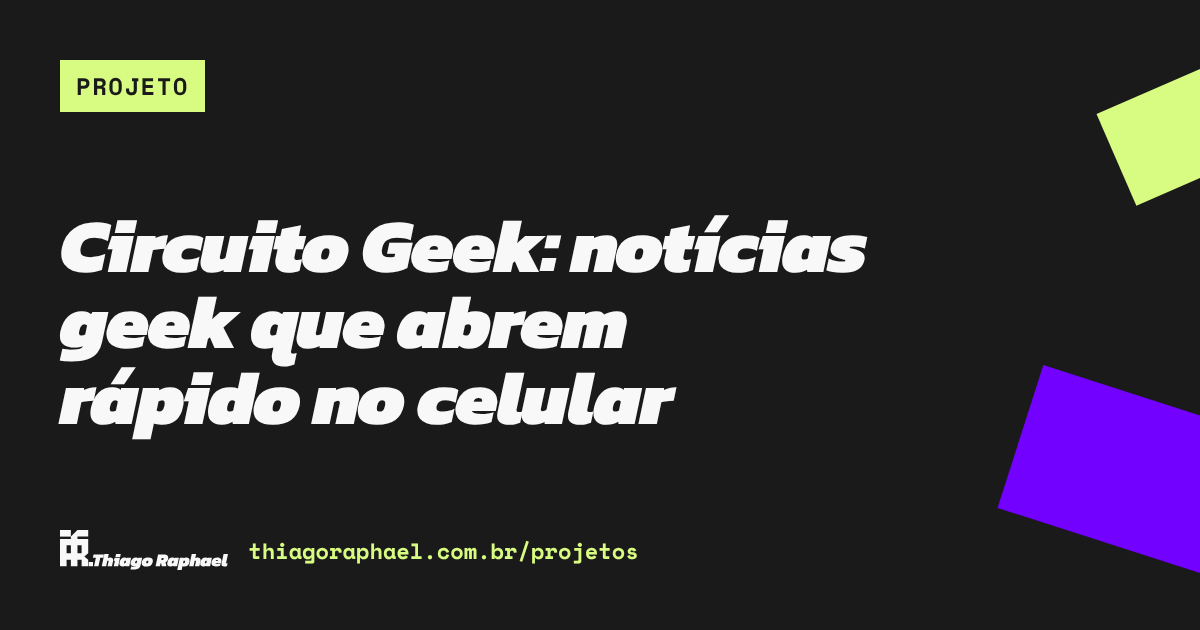 PROJETO
Circuito Geek: notícias
geek que abrem
rápido no celular
Thiago Raphael
thiagoraphael.com.br/projetos